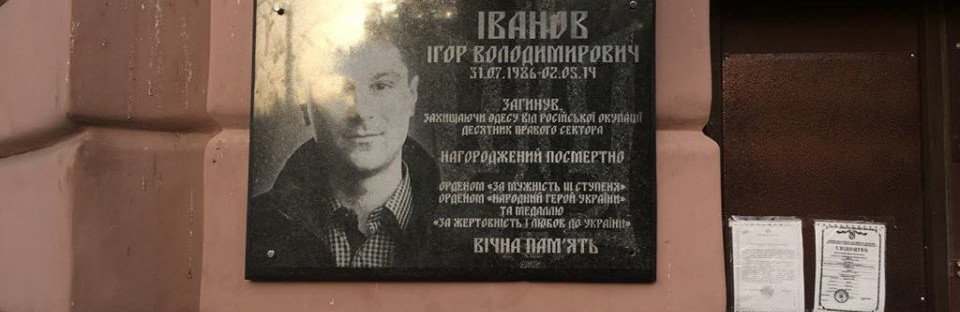 ІВАНОВ
ІГОР ВОЛОДИМИРОВИЧ
31.07.1986-02.05.14
ЗАГИНУВ,
ЗАХИЩАЮЧИ ОДЕСУ ВІД РОСІЙСЬКОЇ ОКУПАЦІЇ
ДЕСЯТНИК ПРАВОГО СЕКТОРА
НАГОРОДЖЕНИЙ ПОСМЕРТНО
ОРДЕНОМ «ЗА МУЖНІСТЬ III СТУПЕНЯ»
ОРДЕНОМ «НАРОДНИЙ ГЕРОЙ УКРАЇНИ»
ТА МЕДАЛЛЮ
«ЗА ЖЕРТОВНІСТЬ І ЛЮБОВ ДО УКРАЇНИ»
ВІЧНА ПАМ'ЯТЬ
СВІДОЦТВО